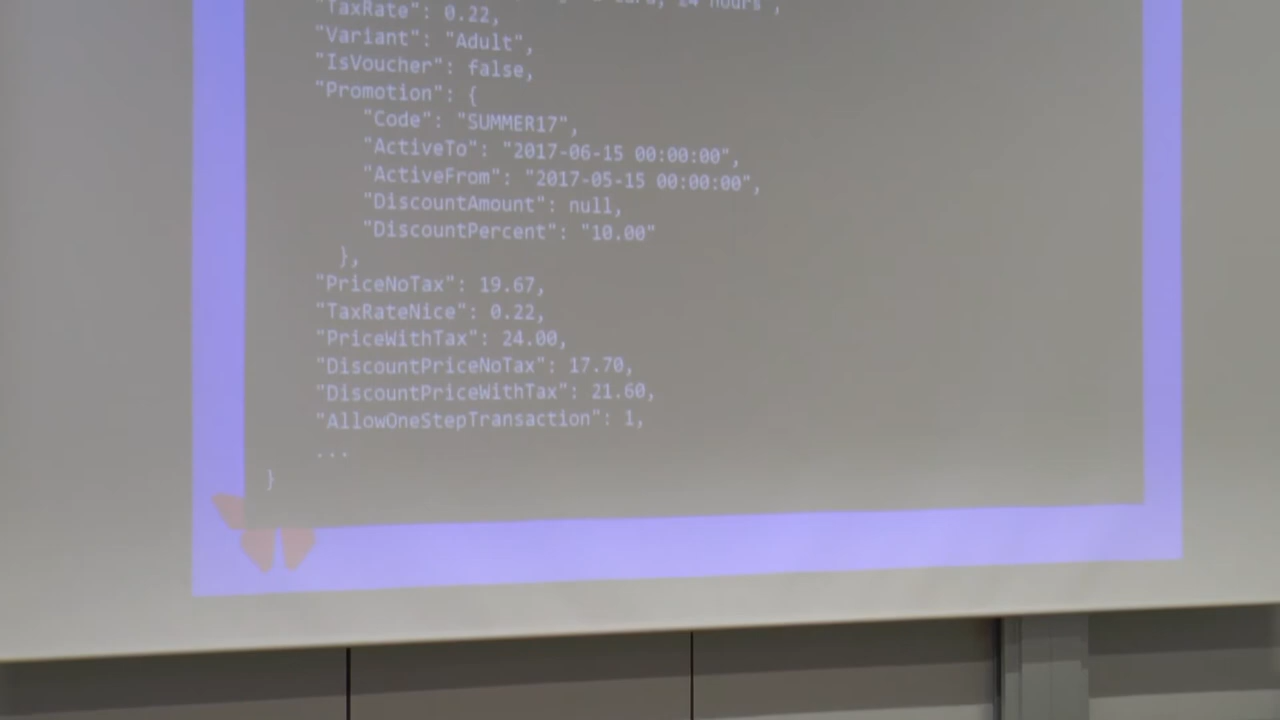 24 hours",
"TaxRate": 0.22,
"Variant": "Adult",
"IsVoucher": false,
"Promotion": {
"Code": "SUMMER17",
"ActiveTo": "2017-06-15 00:00:00",
"ActiveFrom": "2017-05-15 00:00:00",
"DiscountAmount": null,
"DiscountPercent": "10.00"
},
"PriceNoTax": 19.67,
"TaxRateNice": 0.22,
"PriceWithTax": 24.00,
"DiscountPriceNoTax": 17.70,
"DiscountPriceWithTax": 21.60,
"AllowOneStepTransaction": 1,
...
}